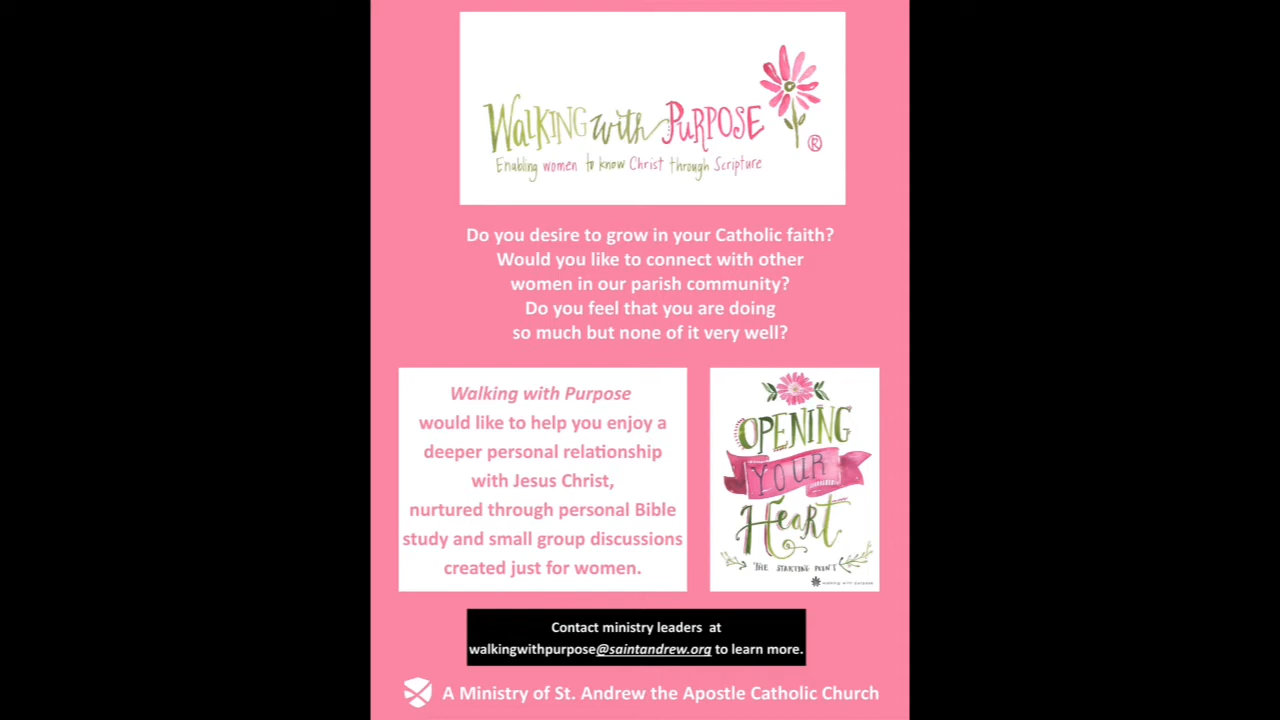 Walking with Purpose
®
Enabling women to know Christ through Scripture
Do you desire to grow in your Catholic faith?
Would you like to connect with other
women in our parish community?
Do you feel that you are doing
so much but none of it very well?
Walking with Purpose
would like to help you enjoy a
deeper personal relationship
with Jesus Christ,
nurtured through personal Bible
study and small group discussions
created just for women.
OPENING
YOUR
Heart
THE STARTING POINT
walking with purpose
Contact ministry leaders at
walkingwithpurpose@saintandrew.org to learn more.
A Ministry of St. Andrew the Apostle Catholic Church